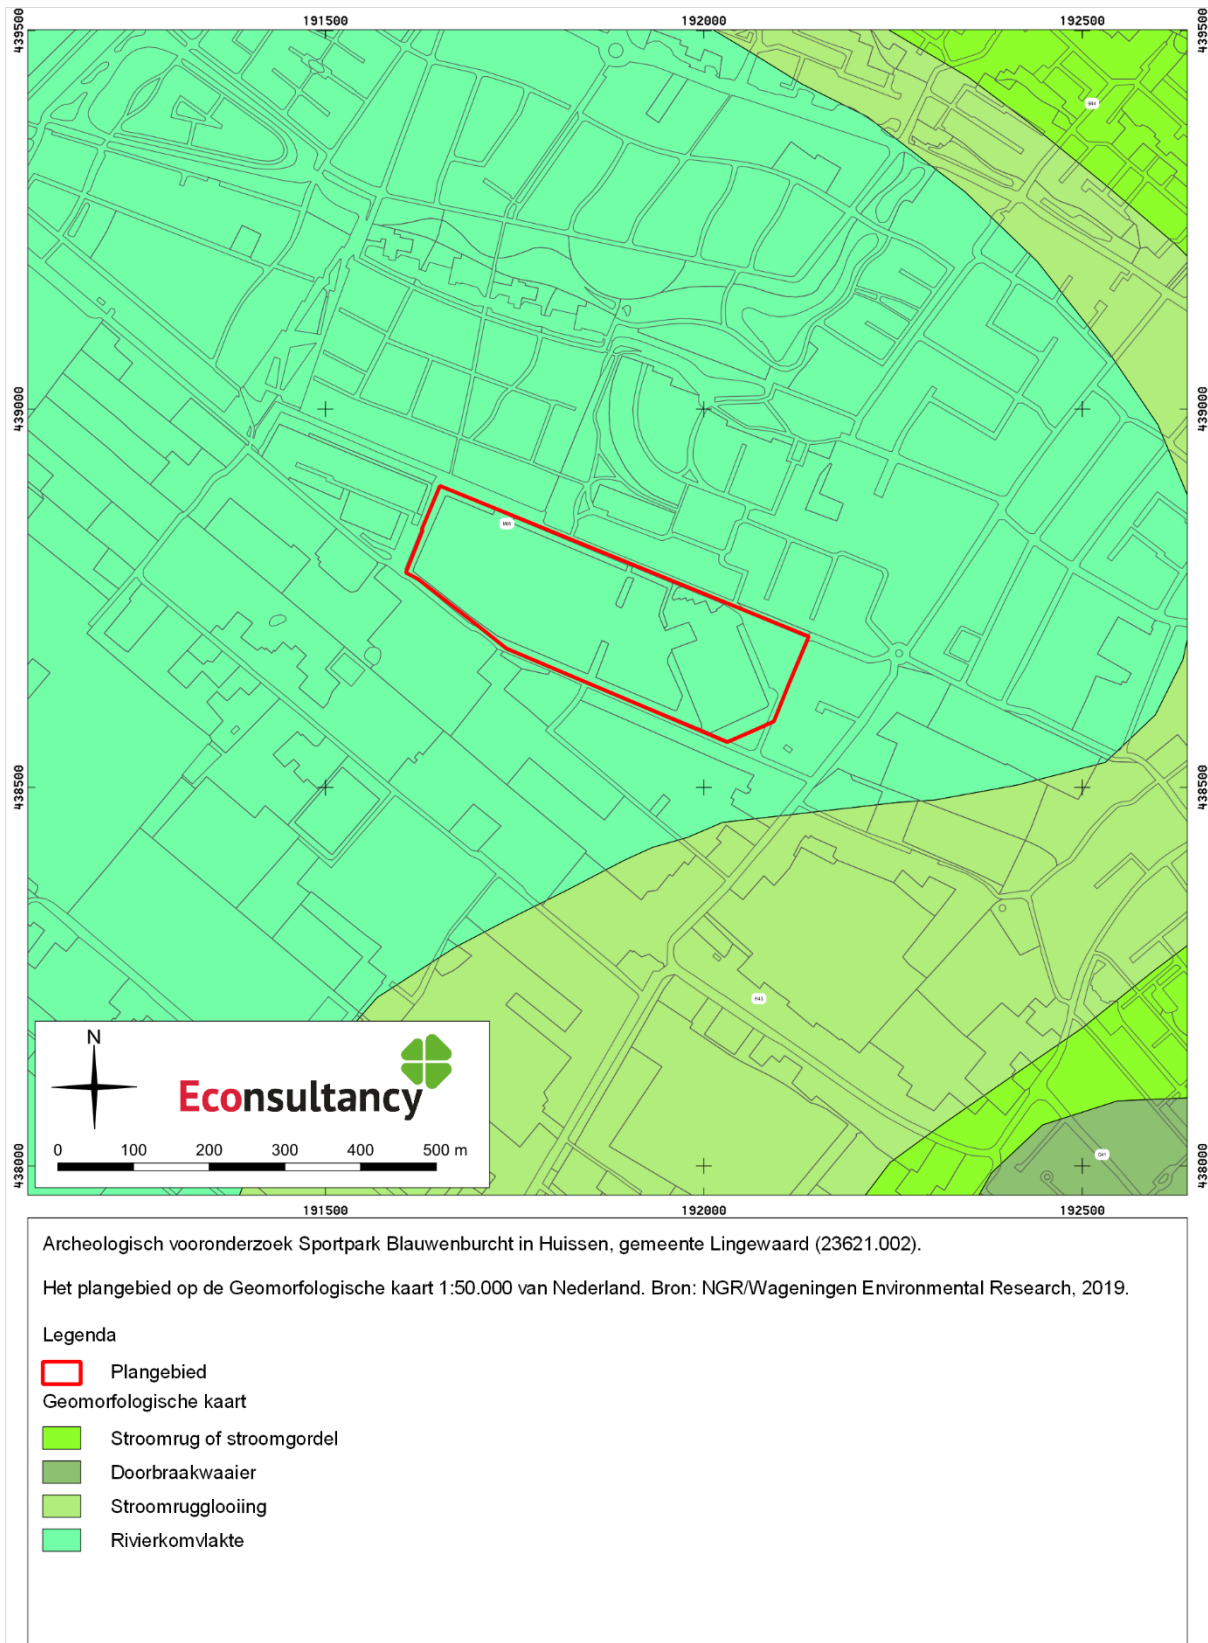 191500 192000 192500
439500 439500
439000 439000
438500 438500
438000 438000
N
Econsultancy
0 100 200 300 400 500 m
191500 192000 192500
Archeologisch vooronderzoek Sportpark Blauwenburcht in Huissen, gemeente Lingewaard (23621.002).
Het plangebied op de Geomorfologische kaart 1:50.000 van Nederland. Bron: NGR/Wageningen Environmental Research, 2019.
Legenda
Plangebied
Geomorfologische kaart
Stroomrug of stroomgordel
Doorbraakwaaier
Stroomrugglooiing
Rivierkomvlakte